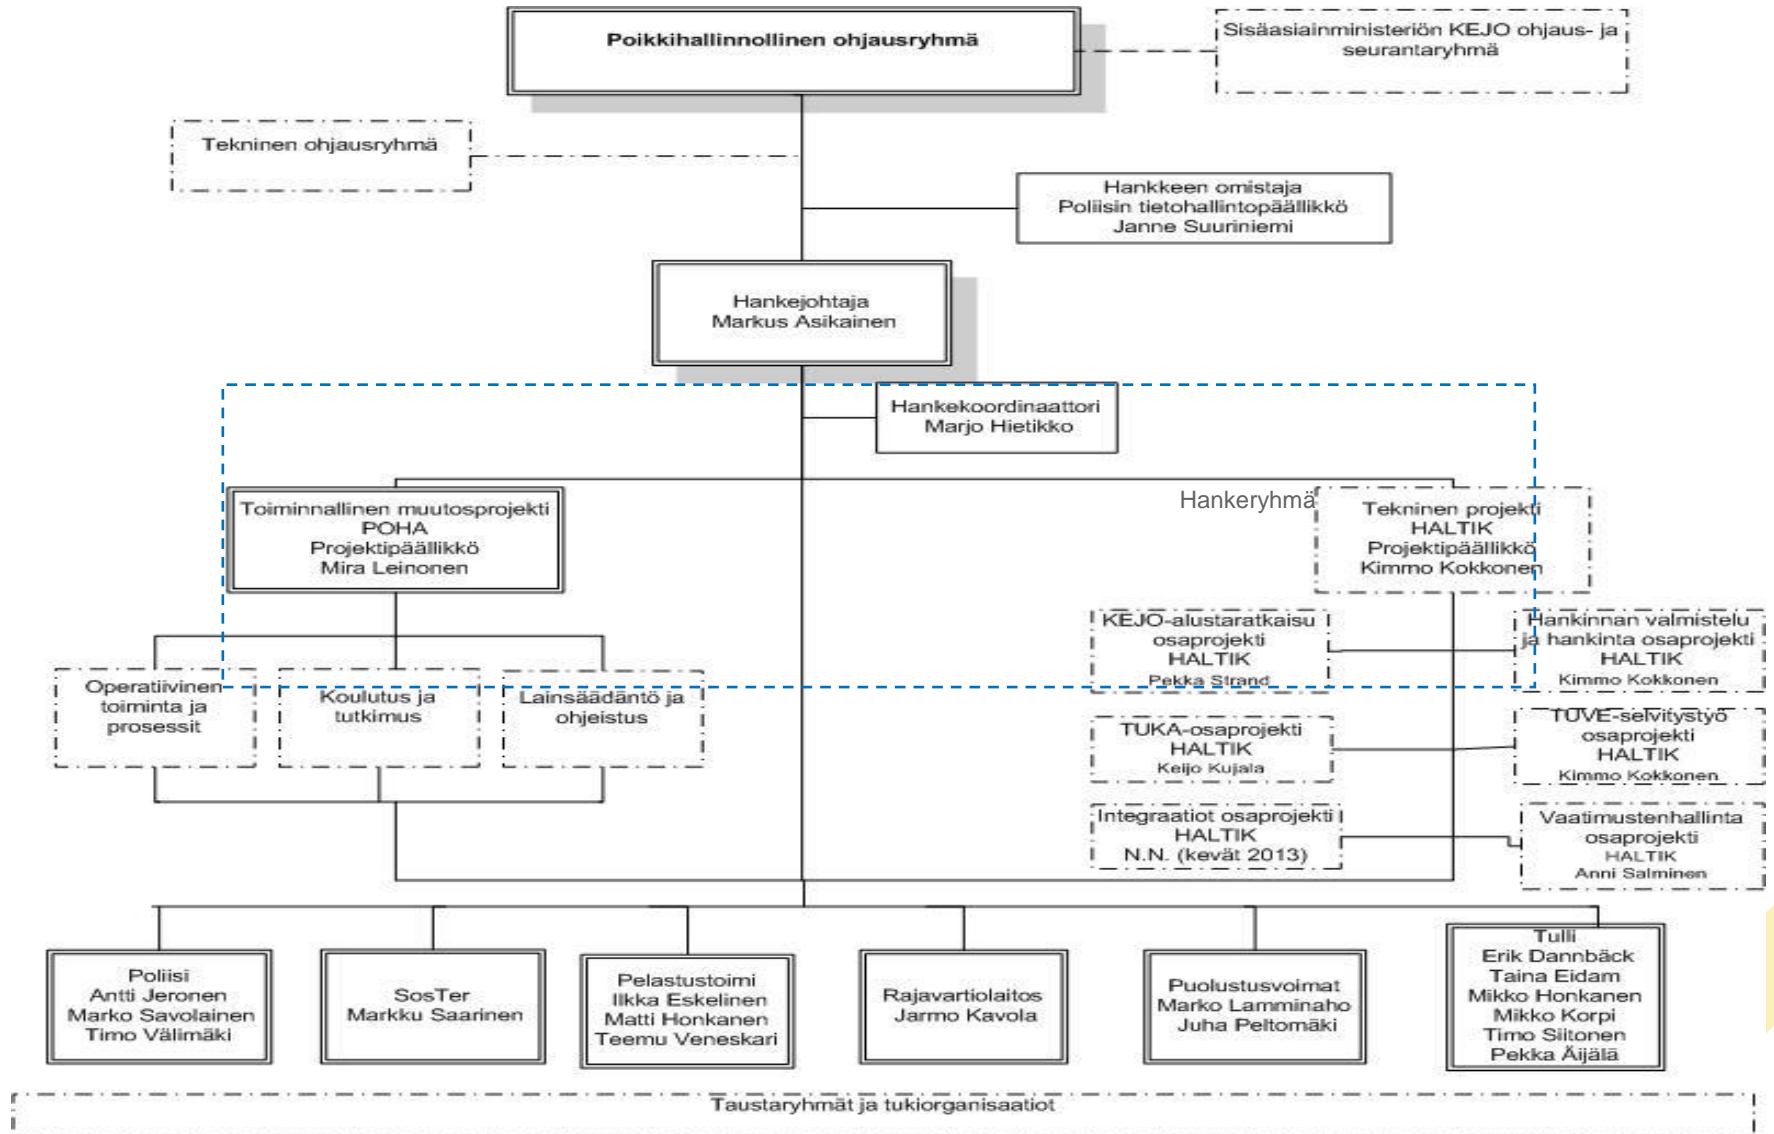 Poikkihallinnollinen ohjausryhmä
Sisäasiainministeriön KEJO ohjaus- ja
seurantaryhmä
Tekninen ohjausryhmä
Hankkeen omistaja
Poliisin tietohallintopäällikkö
Janne Suuriniemi
Hankejohtaja
Markus Asikainen
Hankekoordinaattori
Marjo Hietikko
Toiminnallinen muutosprojekti
POHA
Projektipäällikkö
Mira Leinonen
Hankeryhmä
Tekninen projekti
HALTIK
Projektipäällikkö
Kimmo Kokkonen
KEJO-alustaratkaisu
osaprojekti
HALTIK
Pekka Strand
Hankinnan valmistelu
ja hankinta osaprojekti
HALTIK
Kimmo Kokkonen
Operatiivinen
toiminta ja
prosessit
Koulutus ja
tutkimus
Lainsäädäntö ja
ohjeistus
TUKA-osaprojekti
HALTIK
Keijo Kujala
TUVE-selvitystyö
osaprojekti
HALTIK
Kimmo Kokkonen
Integraatiot osaprojekti
HALTIK
N.N. (kevät 2013)
Vaatimustenhallinta
osaprojekti
HALTIK
Anni Salminen
Poliisi
Antti Jeronen
Marko Savolainen
Timo Välimäki
SosTer
Markku Saarinen
Pelastustoimi
Ilkka Eskelinen
Matti Honkanen
Teemu Veneskari
Rajavartiolaitos
Jarmo Kavola
Puolustusvoimat
Marko Lamminaho
Juha Peltomäki
Tulli
Erik Dannbäck
Taina Eidam
Mikko Honkanen
Mikko Korpi
Timo Siitonen
Pekka Äijälä
Taustaryhmät ja tukiorganisaatiot